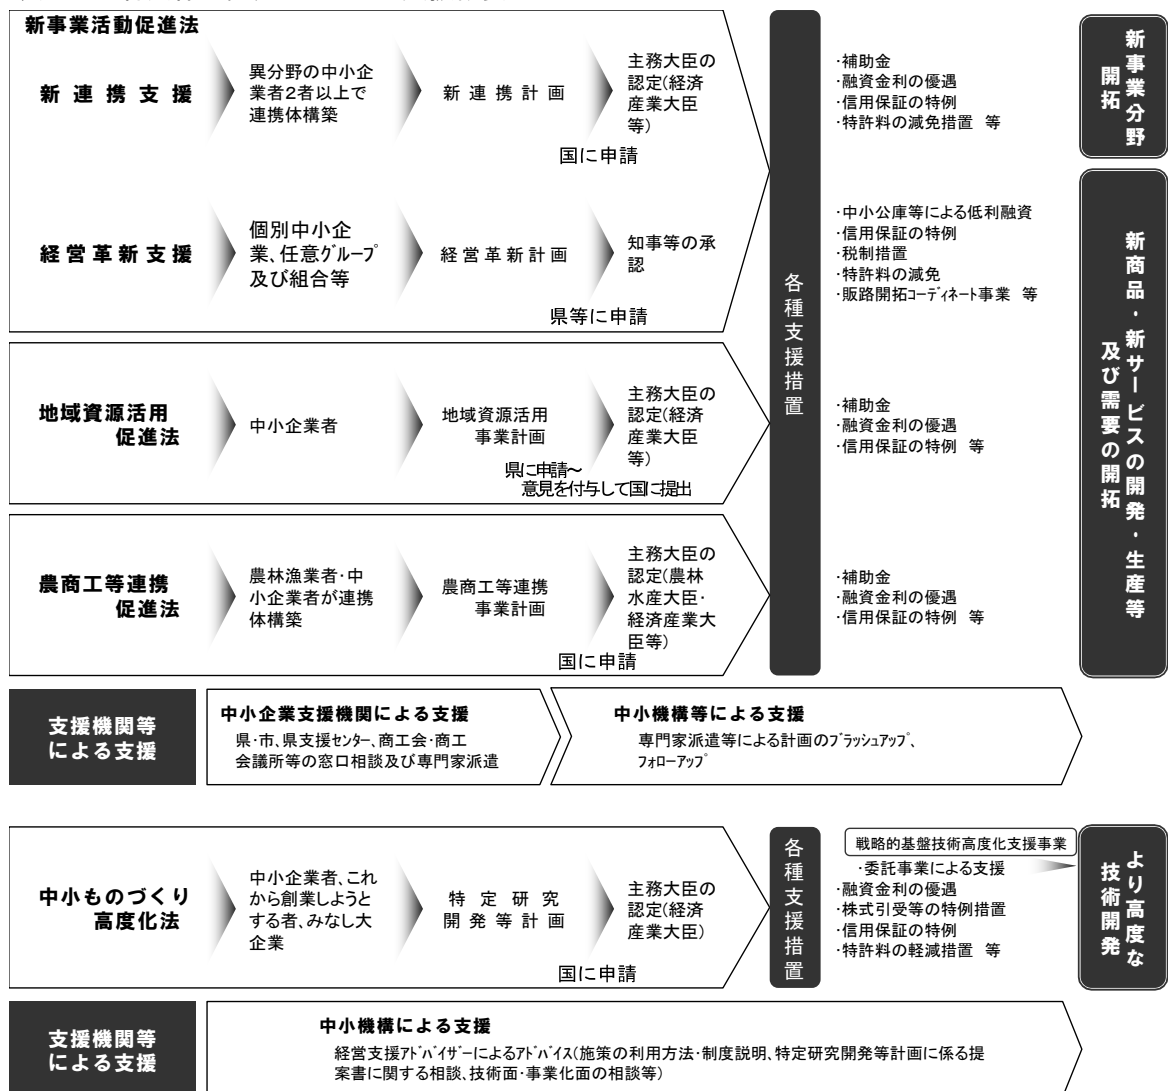 新事業活動促進法
新連携支援
異分野の中小企
業者2者以上で
連携体構築
新連携計画
主務大臣の
認定(経済
産業大臣
等)
国に申請
・補助金
・融資金利の優遇
・信用保証の特例
・特許料の減免措置 等
新事業分野
開拓
経営革新支援
個別中小企
業、任意グループ
及び組合等
経営革新計画
知事等の承
認
県等に申請
・中小公庫等による低利融資
・信用保証の特例
・税制措置
・特許料の減免
・販路開拓コーディネート事業 等
各種支援措置
新商品・新サービスの開発・生産等
及び需要の開拓
地域資源活用
促進法
中小企業者
地域資源活用
事業計画
主務大臣の
認定(経済
産業大臣
等)
県に申請~
意見を付与して国に提出
・補助金
・融資金利の優遇
・信用保証の特例 等
農商工等連携
促進法
農林漁業者・中
小企業者が連携
体構築
農商工等連携
事業計画
主務大臣の
認定(農林
水産大臣・
経済産業大
臣等)
国に申請
・補助金
・融資金利の優遇
・信用保証の特例 等
支援機関等
による支援
中小企業支援機関による支援
県・市、県支援センター、商工会・商工
会議所等の窓口相談及び専門家派遣
中小機構等による支援
専門家派遣等による計画のブラッシュアップ、
フォローアップ
中小ものづくり
高度化法
中小企業者、これ
から創業しようと
する者、みなし大
企業
特定研究
開発等計画
主務大臣の
認定(経済
産業大臣)
国に申請
各種支援措置
戦略的基盤技術高度化支援事業
・委託事業による支援
・融資金利の優遇
・株式引受等の特例措置
・信用保証の特例
・特許料の軽減措置 等
より高度な
技術開発
支援機関等
による支援
中小機構による支援
経営支援アドバイザーによるアドバイス(施策の利用方法・制度説明、特定研究開発等計画に係る提
案書に関する相談、技術面・事業化面の相談等)